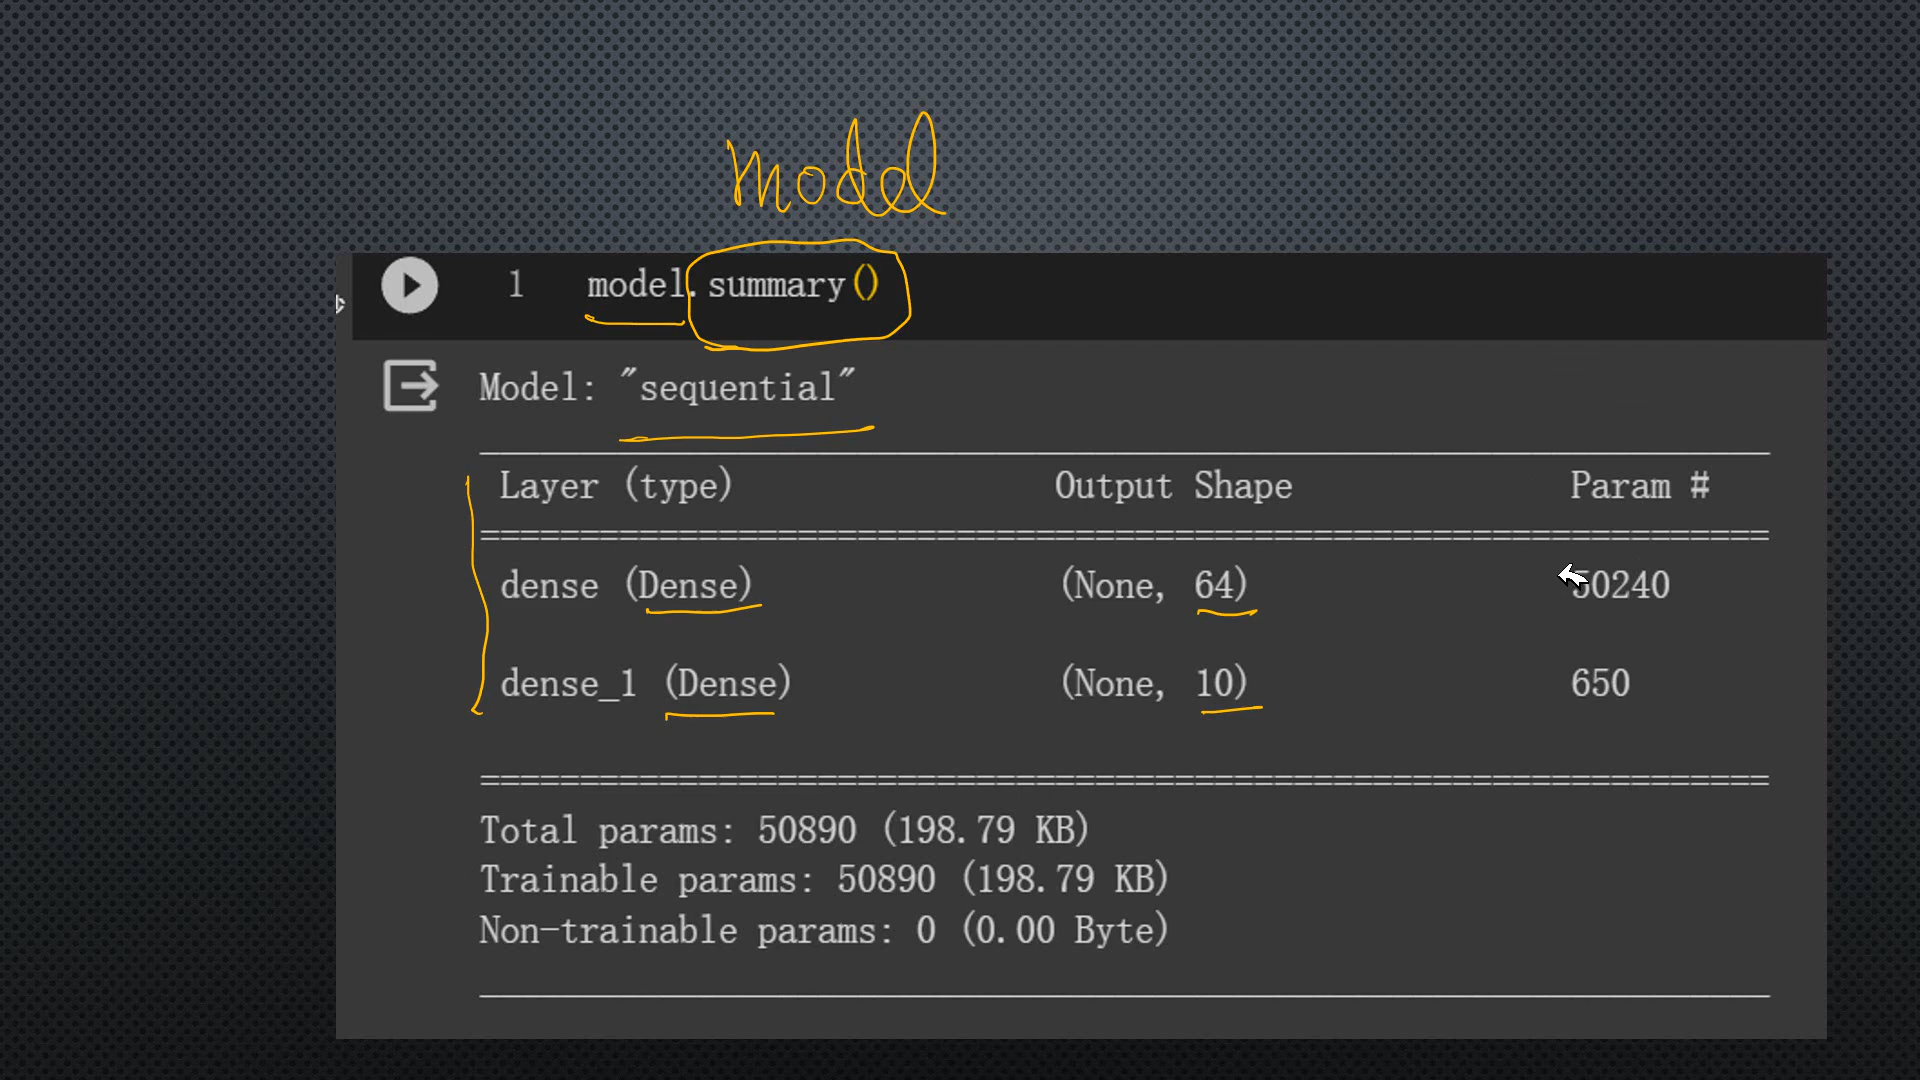 model
1 model.summary()
Model: "sequential"
Layer (type) Output Shape Param #
dense (Dense) (None, 64) 50240
dense_1 (Dense) (None, 10) 650
Total params: 50890 (198.79 KB)
Trainable params: 50890 (198.79 KB)
Non-trainable params: 0 (0.00 Byte)